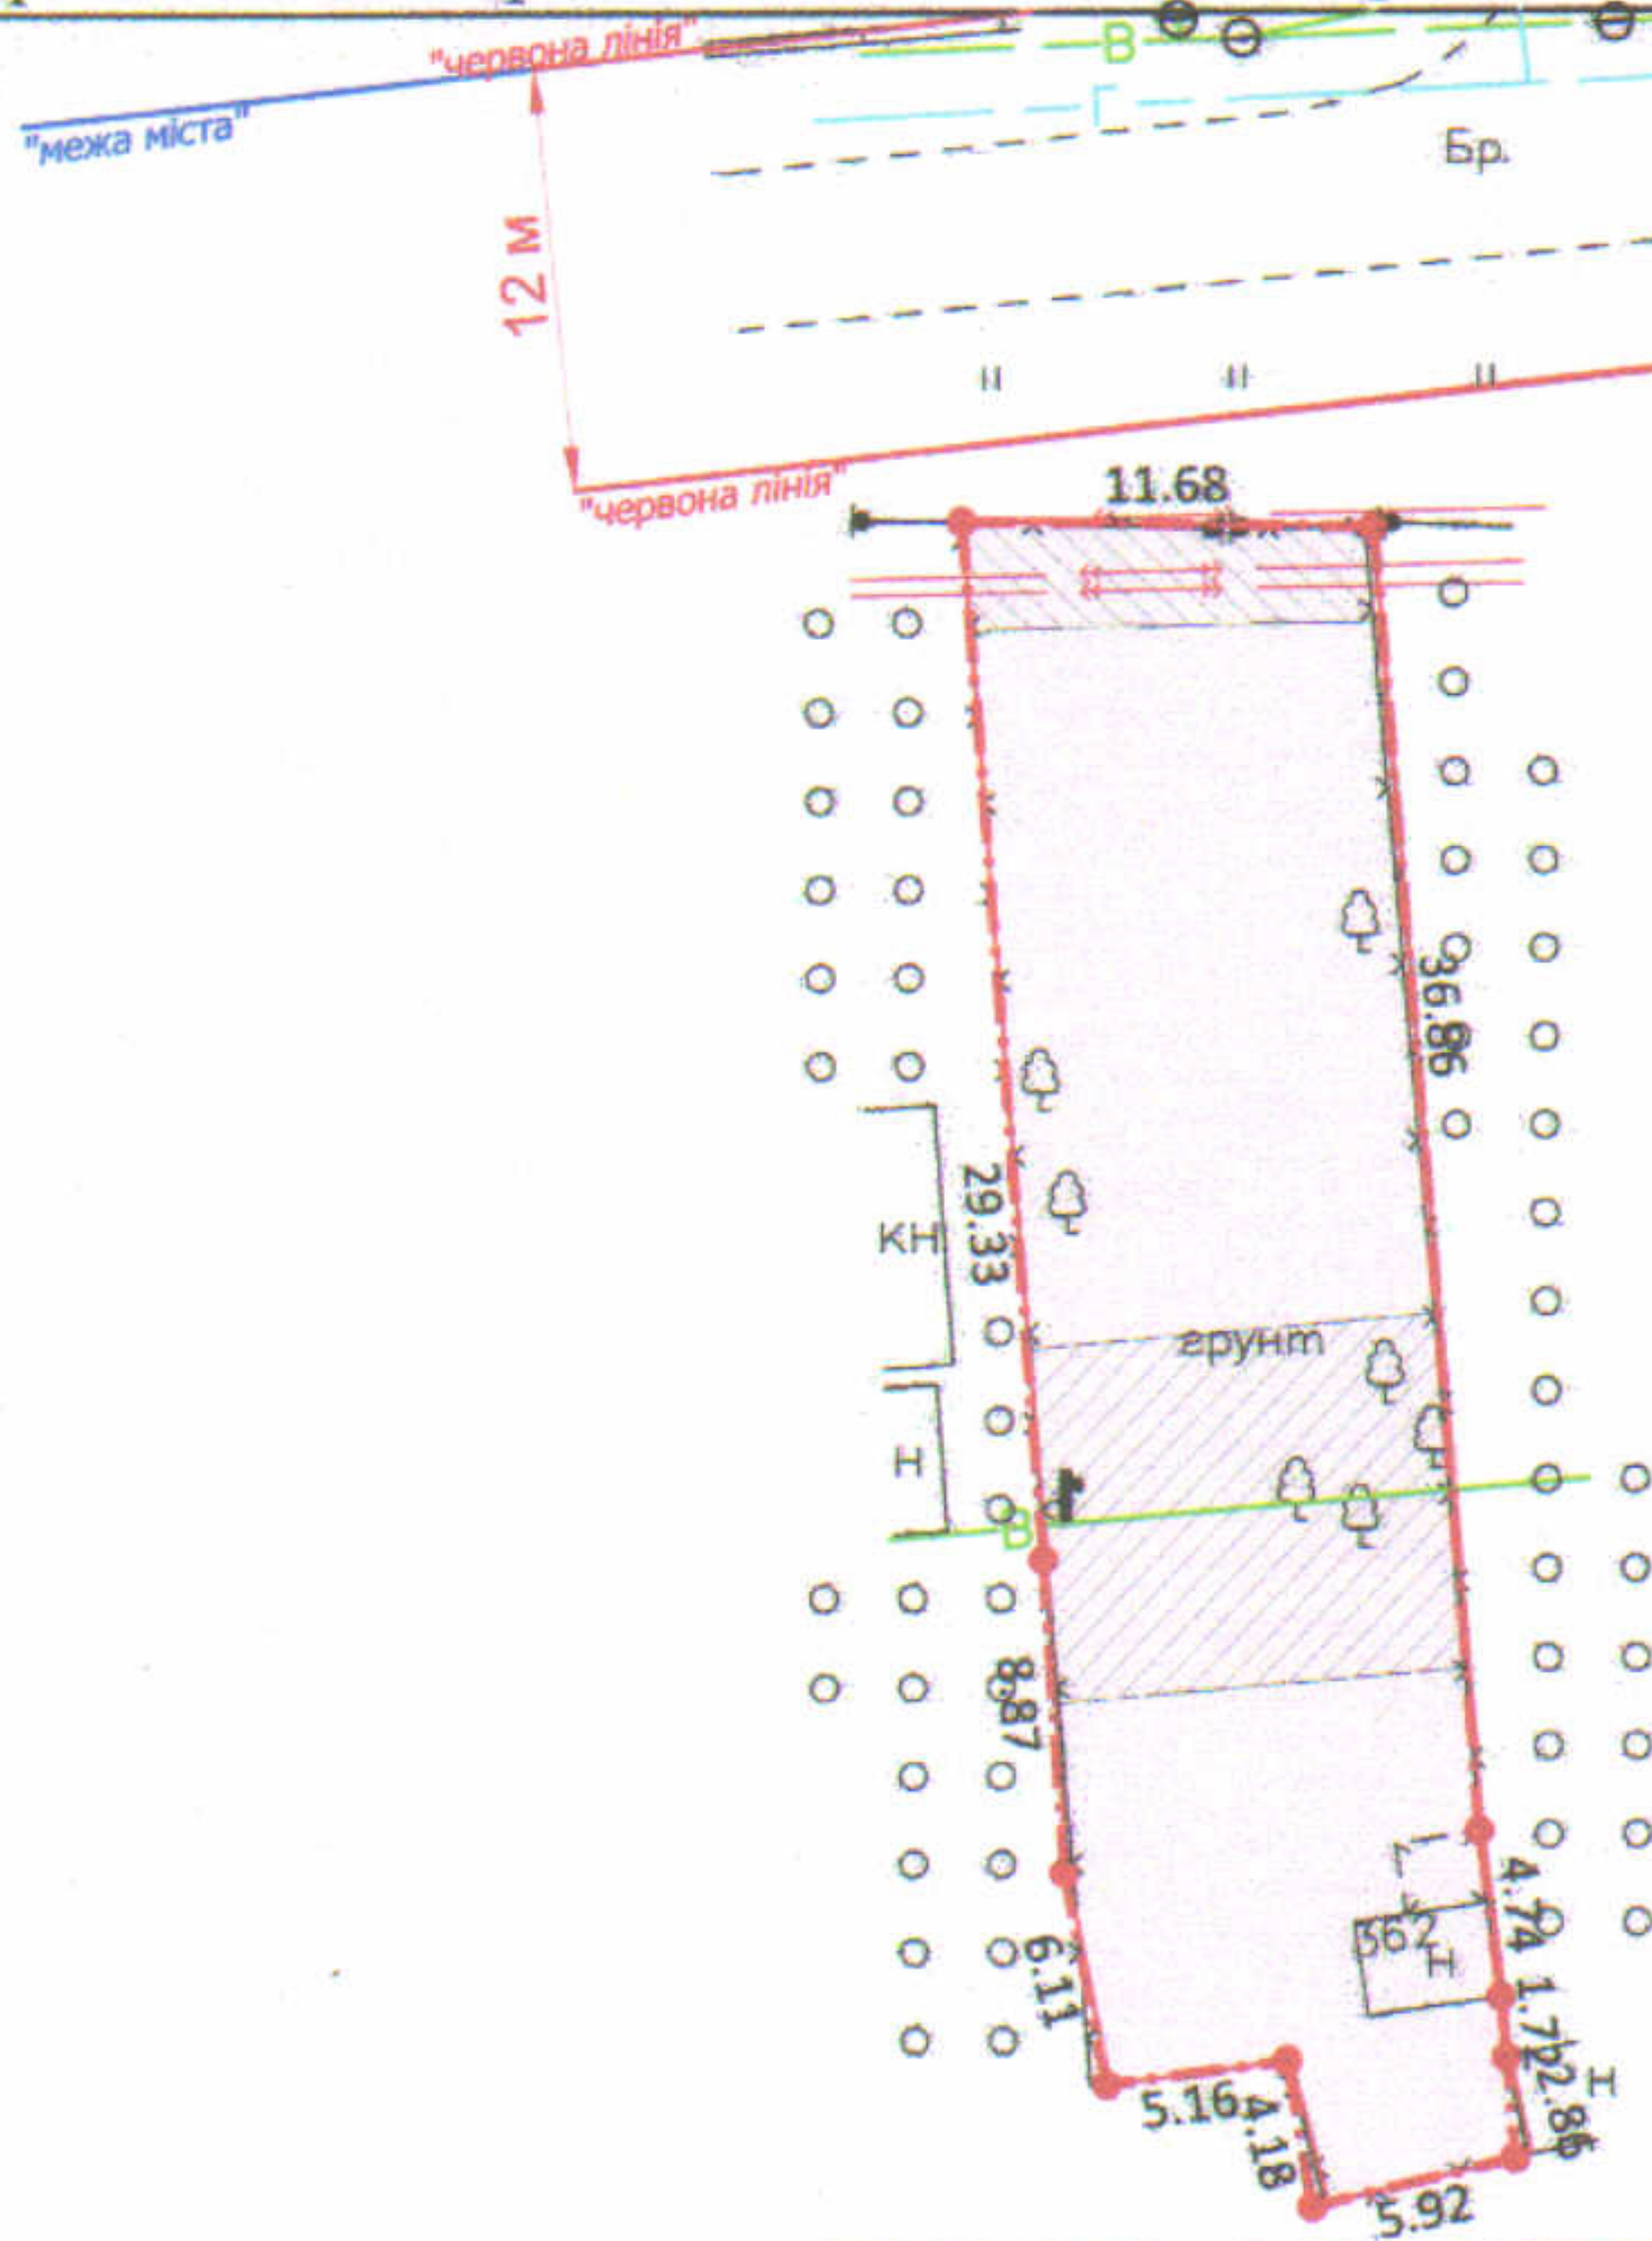 "червона лінія"
В
"межа міста"
Г
Бр.
12 м
"червона лінія"
11.68
36.86
29.33
КН
грунт
Н
В
8.87
4.74
362
Н
6.11
1.72
Н
2.86
5.16
4.18
5.92